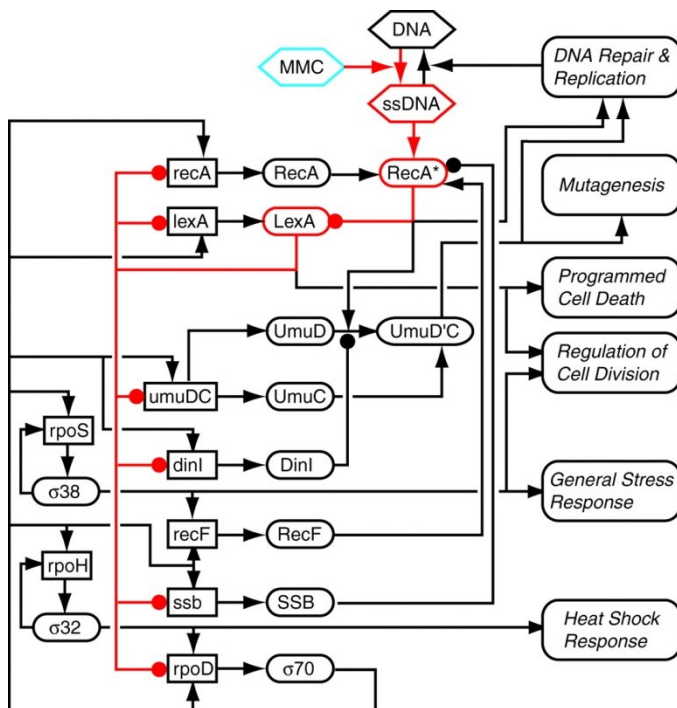 DNA
MMC
DNA Repair &
Replication
ssDNA
recA
RecA
RecA*
Mutagenesis
lexA
LexA
Programmed
Cell Death
UmuD
UmuD'C
Regulation of
Cell Division
umuDC
UmuC
rpoS
dinI
DinI
σ38
General Stress
Response
recF
RecF
rpoH
ssb
SSB
σ32
Heat Shock
Response
rpoD
σ70